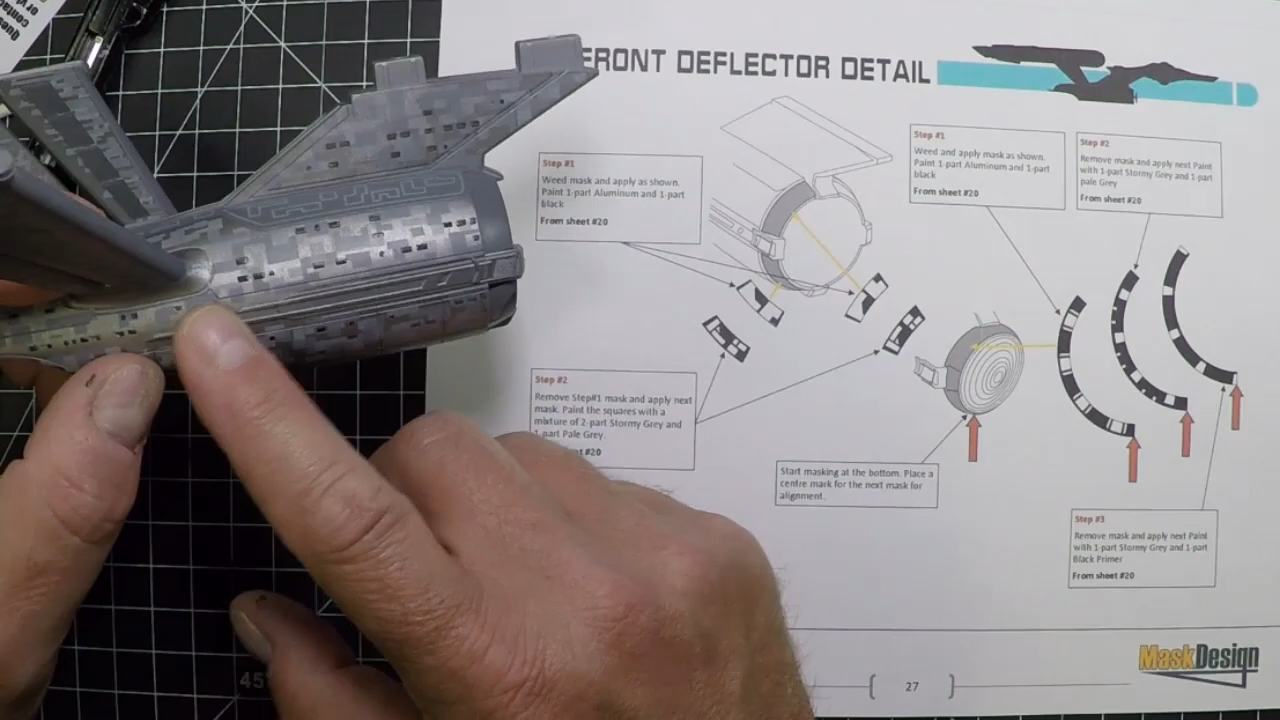 FRONT DEFLECTOR DETAIL
Step #1
Weed mask and apply as shown.
Paint 1-part Aluminum and 1-part
black
From sheet #20
Step #1
Weed and apply mask as shown.
Paint 1-part Aluminum and 1-part
black
From sheet #20
Step #2
Remove mask and apply next Paint
with 1-part Stormy Grey and 1-part
pale Grey
From sheet #20
Step #2
Remove Step#1 mask and apply next
mask. Paint the squares with a
mixture of 2-part Stormy Grey and
1-part Pale Grey.
#20
Start masking at the bottom. Place a
centre mark for the next mask for
alignment.
Step #3
Remove mask and apply next Paint
with 1-part Stormy Grey and 1-part
Black Primer
From sheet #20
27
MaskDesign
45